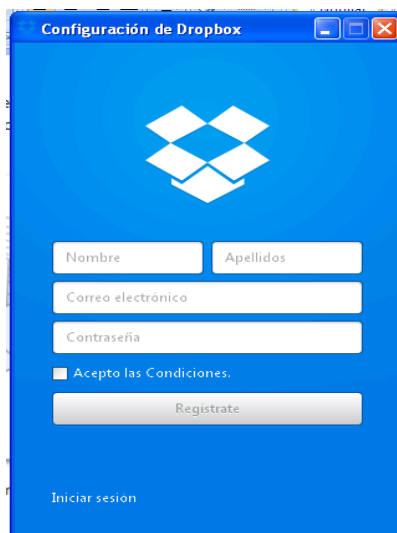 Configuración de Dropbox
Nombre Apellidos
Correo electrónico
Contraseña
Acepto las Condiciones.
Regístrate
Iniciar sesión